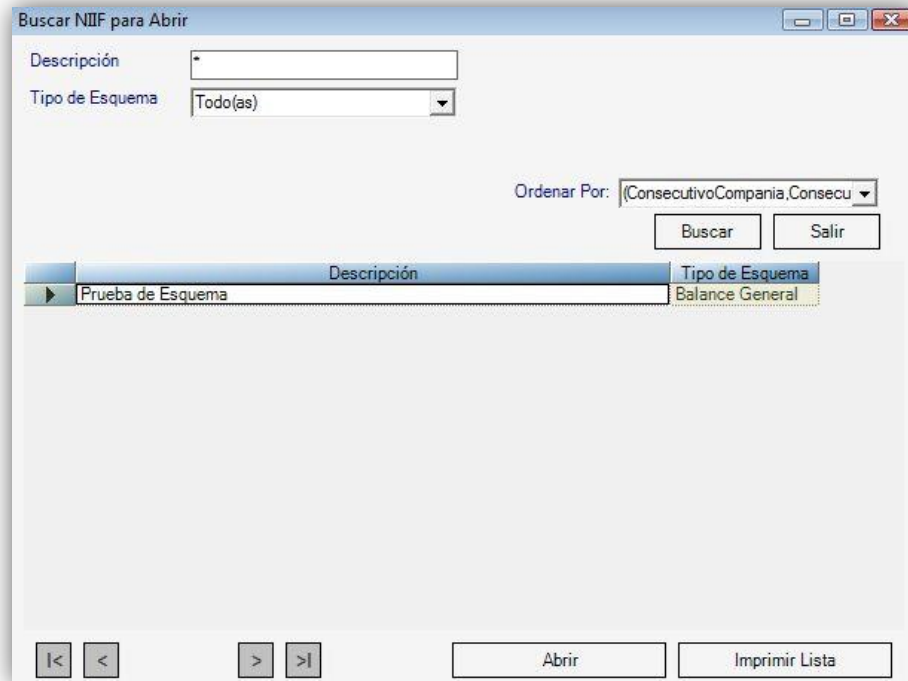 Buscar NIIF para Abrir
Descripción *
Tipo de Esquema Todo(as)
Ordenar Por: (ConsecutivoCompania,Consecu
Buscar Salir
Descripción Tipo de Esquema
Prueba de Esquema Balance General
|< < > >|
Abrir Imprimir Lista